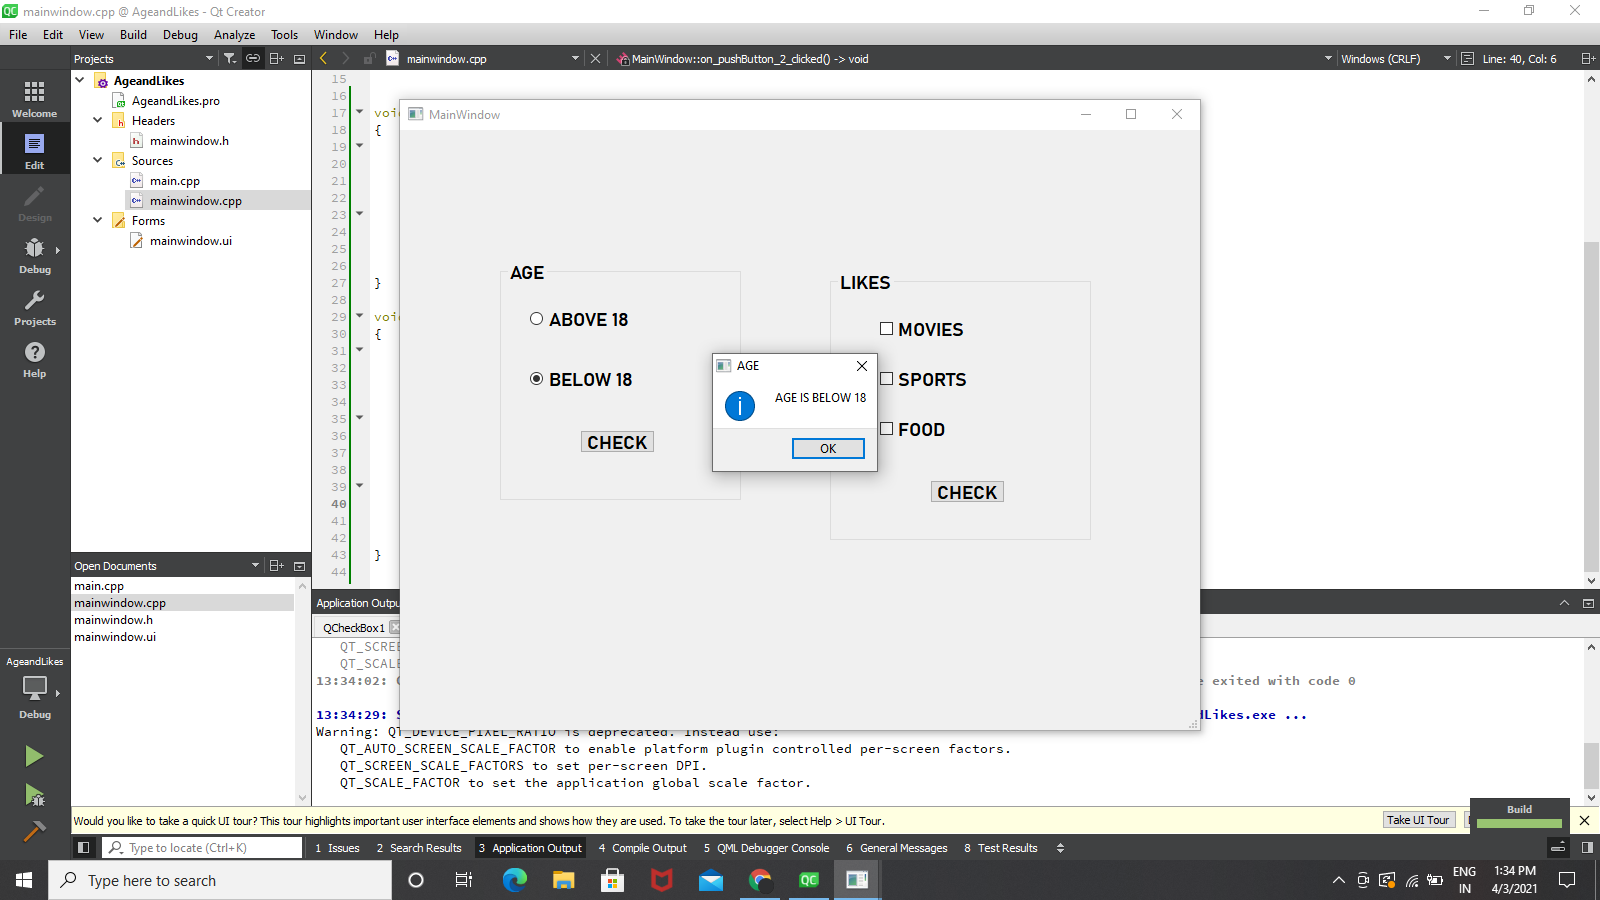 mainwindow.cpp @ AgeandLikes - Qt Creator
File Edit View Build Debug Analyze Tools Window Help
Projects
mainwindow.cpp
MainWindow::on_pushButton_2_clicked() -> void
Windows (CRLF)
Line: 40, Col: 6
Welcome
Edit
Design
Debug
Projects
Help
AgeandLikes
AgeandLikes.pro
Headers
mainwindow.h
Sources
main.cpp
mainwindow.cpp
Forms
mainwindow.ui
15
16
17 voi
18 {
19
20
21
22
23
24
25
26
27 }
28
29 voi
30 {
31
32
33
34
35
36
37
38
39
40
41
42
43 }
44
MainWindow
AGE
ABOVE 18
BELOW 18
CHECK
LIKES
MOVIES
SPORTS
FOOD
CHECK
AGE
AGE IS BELOW 18
OK
Open Documents
main.cpp
mainwindow.cpp
mainwindow.h
mainwindow.ui
AgeandLikes
Debug
Application Outpu
QCheckBox1
QT_SCREE
QT_SCALE
13:34:02: e exited with code 0
13:34:29: S dLikes.exe ...
Warning: QT_DEVICE_PIXEL_RATIO is deprecated. Instead use:
QT_AUTO_SCREEN_SCALE_FACTOR to enable platform plugin controlled per-screen factors.
QT_SCREEN_SCALE_FACTORS to set per-screen DPI.
QT_SCALE_FACTOR to set the application global scale factor.
Would you like to take a quick UI tour? This tour highlights important user interface elements and shows how they are used. To take the tour later, select Help > UI Tour.
Take UI Tour
Build
Type to locate (Ctrl+K)
1 Issues 2 Search Results 3 Application Output 4 Compile Output 5 QML Debugger Console 6 General Messages 8 Test Results
Type here to search
QC
ENG
IN
1:34 PM
4/3/2021